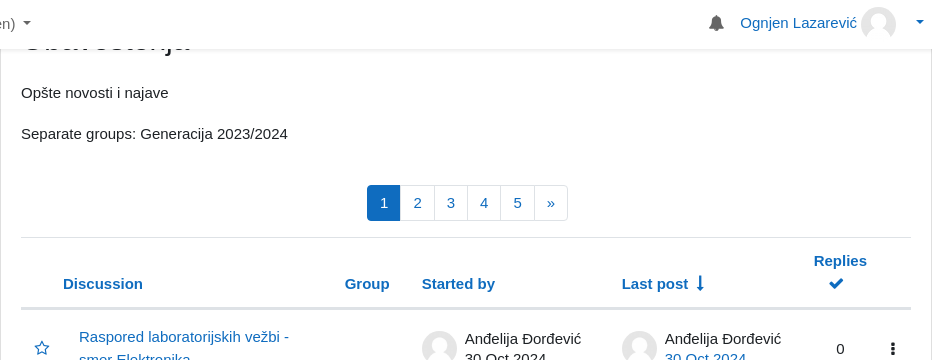 en)
Ognjen Lazarević
Opšte novosti i najave
Separate groups: Generacija 2023/2024
1 2 3 4 5 »
Replies
Discussion Group Started by Last post
Raspored laboratorijskih vežbi -
smer Elektronika
Anđelija Đorđević
30 Oct 2024
Anđelija Đorđević
30 Oct 2024
0